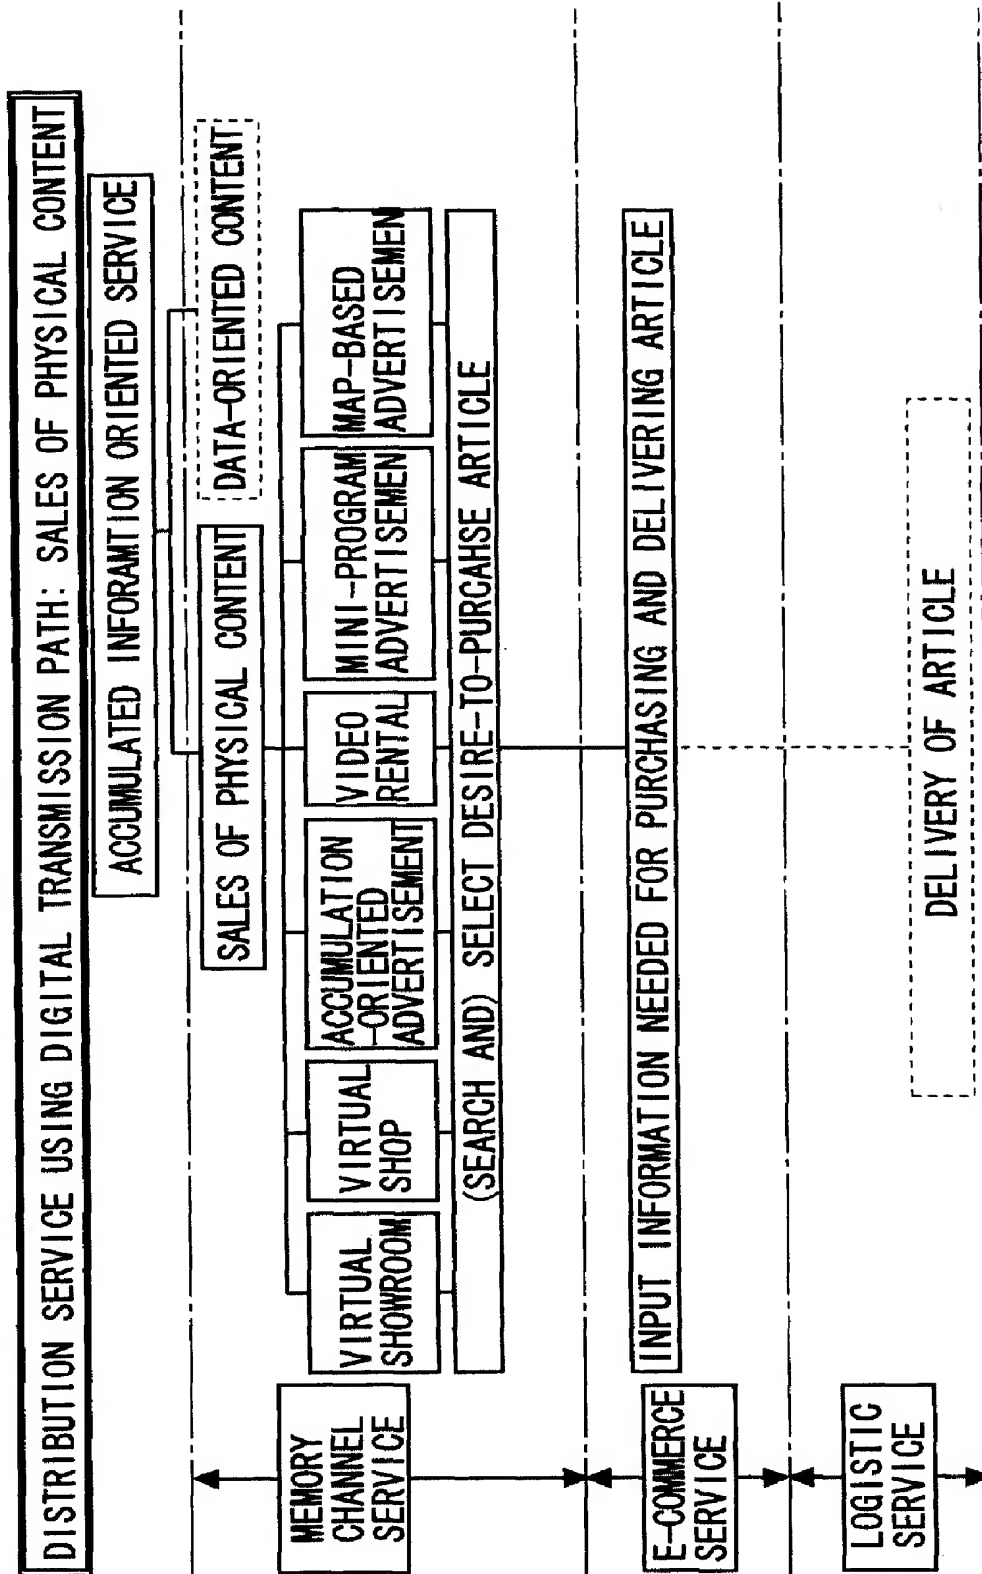 DISTRIBUTION SERVICE USING DIGITAL TRANSMISSION PATH: SALES OF PHYSICAL CONTENT
ACCUMULATED INFORAMTION ORIENTED SERVICE
SALES OF PHYSICAL CONTENT
DATA-ORIENTED CONTENT
MEMORY
CHANNEL
SERVICE
VIRTUAL
SHOWROOM
VIRTUAL
SHOP
ACCUMULATION
-ORIENTED
ADVERTISEMENT
VIDEO
RENTAL
MINI-PROGRAM
ADVERTISEMEN
MAP-BASED
ADVERTISEMEN
(SEARCH AND) SELECT DESIRE-TO-PURCAHSE ARTICLE
E-COMMERCE
SERVICE
INPUT INFORMATION NEEDED FOR PURCHASING AND DELIVERING ARTICLE
LOGISTIC
SERVICE
DELIVERY OF ARTICLE